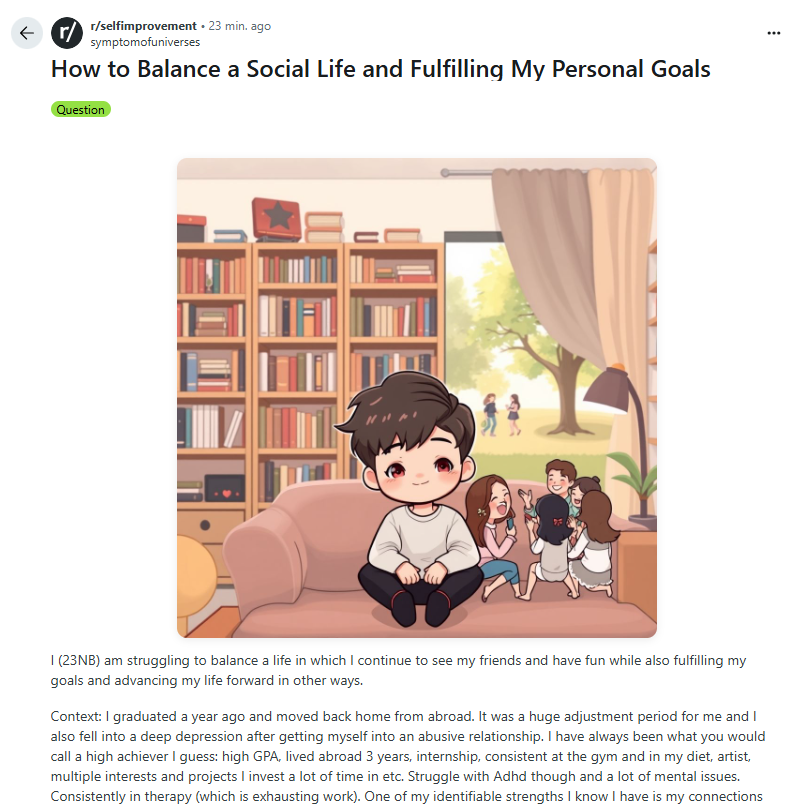 r/selfimprovement • 23 min. ago
symptomofuniverses
How to Balance a Social Life and Fulfilling My Personal Goals
Question
I (23NB) am struggling to balance a life in which I continue to see my friends and have fun while also fulfilling my
goals and advancing my life forward in other ways.
Context: I graduated a year ago and moved back home from abroad. It was a huge adjustment period for me and I
also fell into a deep depression after getting myself into an abusive relationship. I have always been what you would
call a high achiever I guess: high GPA, lived abroad 3 years, internship, consistent at the gym and in my diet, artist,
multiple interests and projects I invest a lot of time in etc. Struggle with Adhd though and a lot of mental issues.
Consistently in therapy (which is exhausting work). One of my identifiable strengths I know I have is my connections